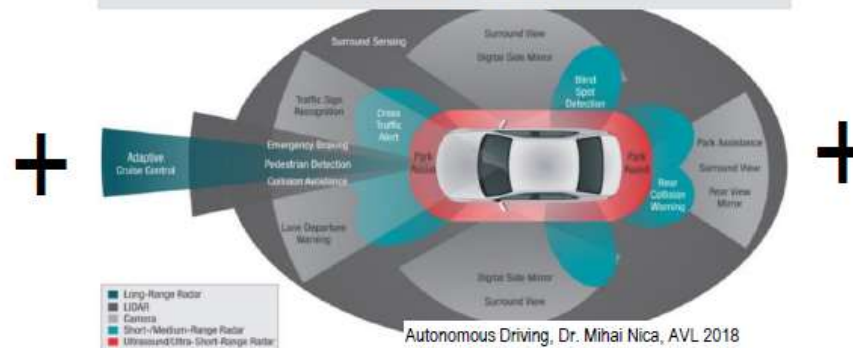 +
+
Surround View
Surround Sensing
Digital Side Mirror
Blind
Spot
Detection
Traffic Sign
Recognition
Cross
Traffic
Alert
Emergency Braking
Park Assistance
Adaptive
Cruise Control
Pedestrian Detection
Park
Assist
Park
Assist
Surround View
Collision Avoidance
Rear
Collision
Warning
Rear View
Mirror
Lane Departure
Warning
Digital Side Mirror
Surround View
Long-Range Radar
LIDAR
Camera
Short-/Medium-Range Radar
Ultrasound/Ultra-Short-Range Radar
Autonomous Driving, Dr. Mihai Nica, AVL 2018